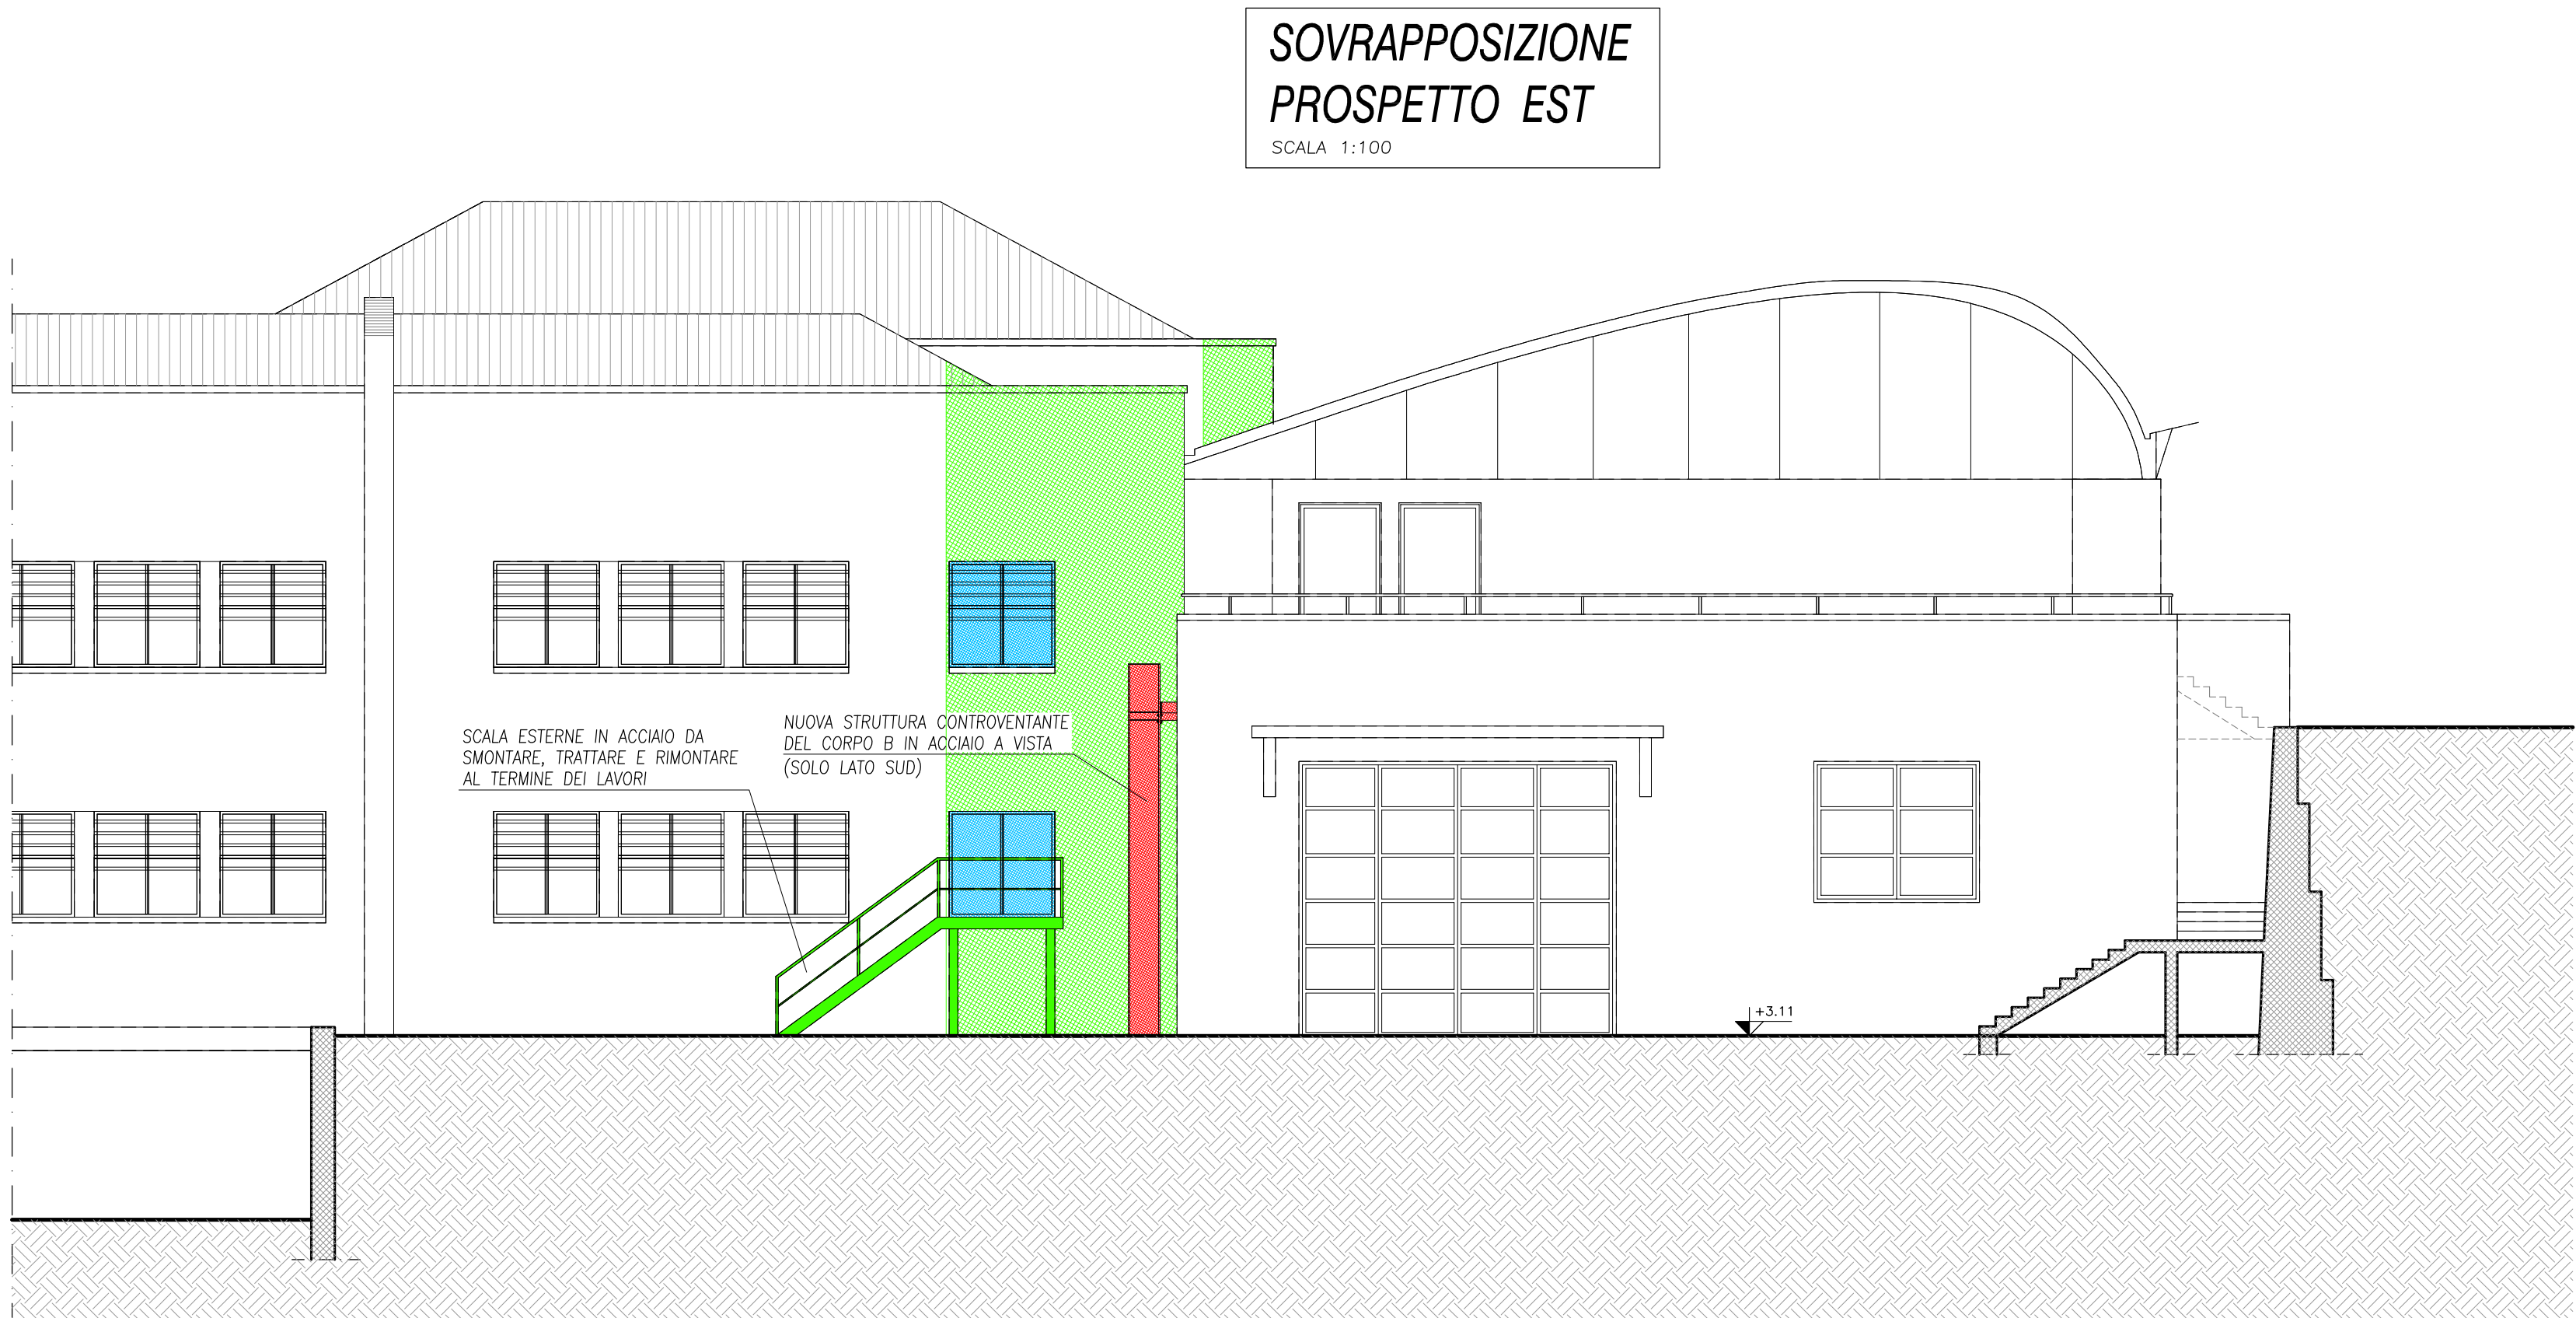 SOVRAPPOSIZIONE
PROSPETTO EST
SCALA 1:100
SCALA ESTERNE IN ACCIAIO DA
SMONTARE, TRATTARE E RIMONTARE
AL TERMINE DEI LAVORI
NUOVA STRUTTURA CONTROVENTANTE
DEL CORPO B IN ACCIAIO A VISTA
(SOLO LATO SUD)
+3.11